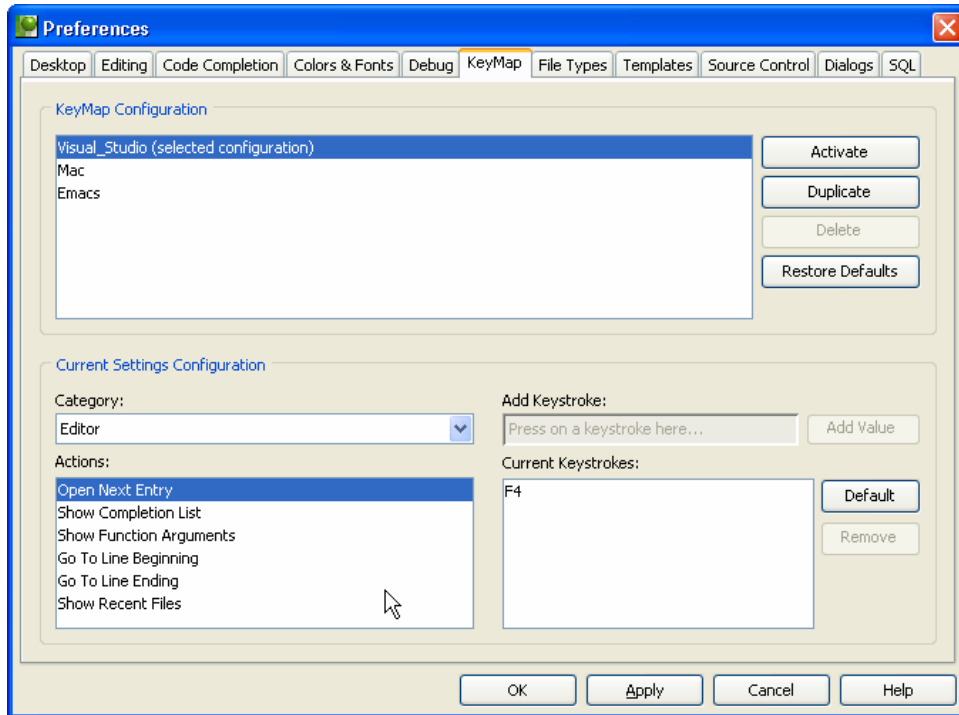 Preferences
Desktop Editing Code Completion Colors & Fonts Debug KeyMap File Types Templates Source Control Dialogs SQL
KeyMap Configuration
Visual_Studio (selected configuration)
Mac
Emacs
Activate
Duplicate
Delete
Restore Defaults
Current Settings Configuration
Category:
Editor
Actions:
Open Next Entry
Show Completion List
Show Function Arguments
Go To Line Beginning
Go To Line Ending
Show Recent Files
Add Keystroke:
Press on a keystroke here... Add Value
Current Keystrokes:
F4
Default
Remove
OK Apply Cancel Help